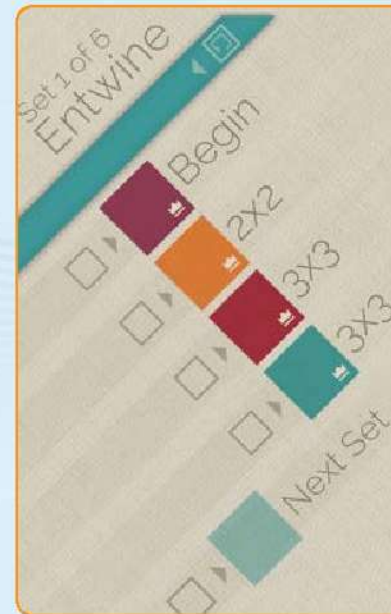 Set 1 of 6
Entwine
Begin
2X2
3X3
3X3
Next Set